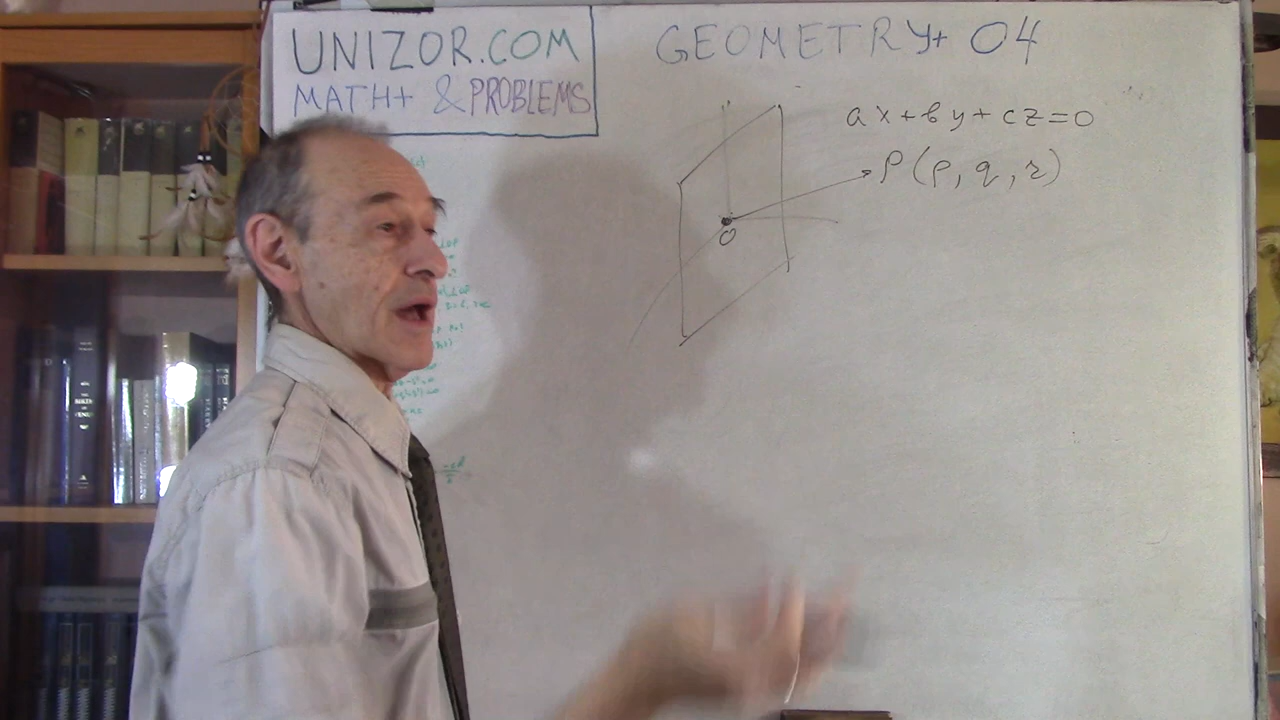 UNIZOR.COM
MATH+ & PROBLEMS
GEOMETRY+ 04
ax+by+cz=0
P(p, q, r)
O